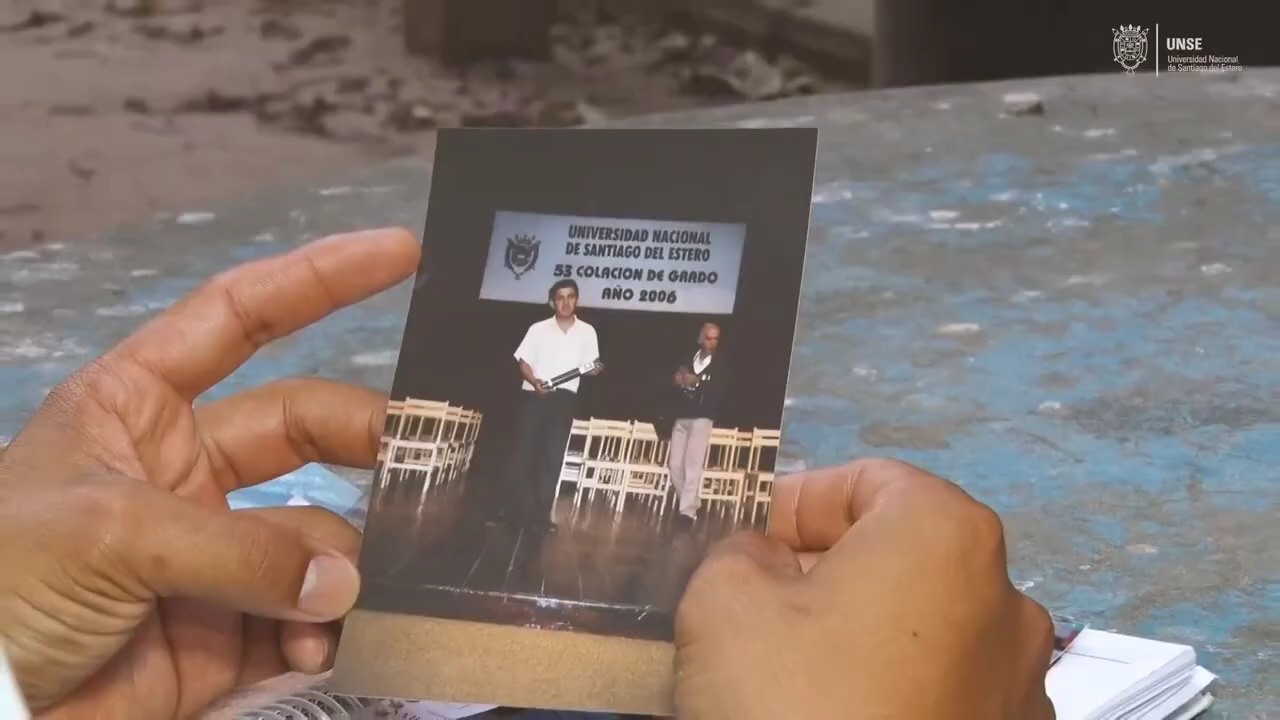 UNSE
Universidad Nacional
de Santiago del Estero
UNIVERSIDAD NACIONAL
DE SANTIAGO DEL ESTERO
53 COLACION DE GRADO
AÑO 2006